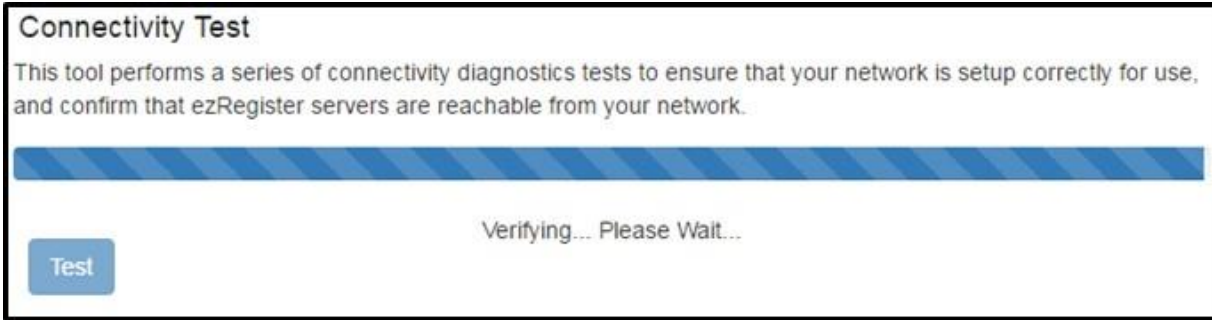 Connectivity Test
This tool performs a series of connectivity diagnostics tests to ensure that your network is setup correctly for use,
and confirm that ezRegister servers are reachable from your network.
Verifying... Please Wait...
Test